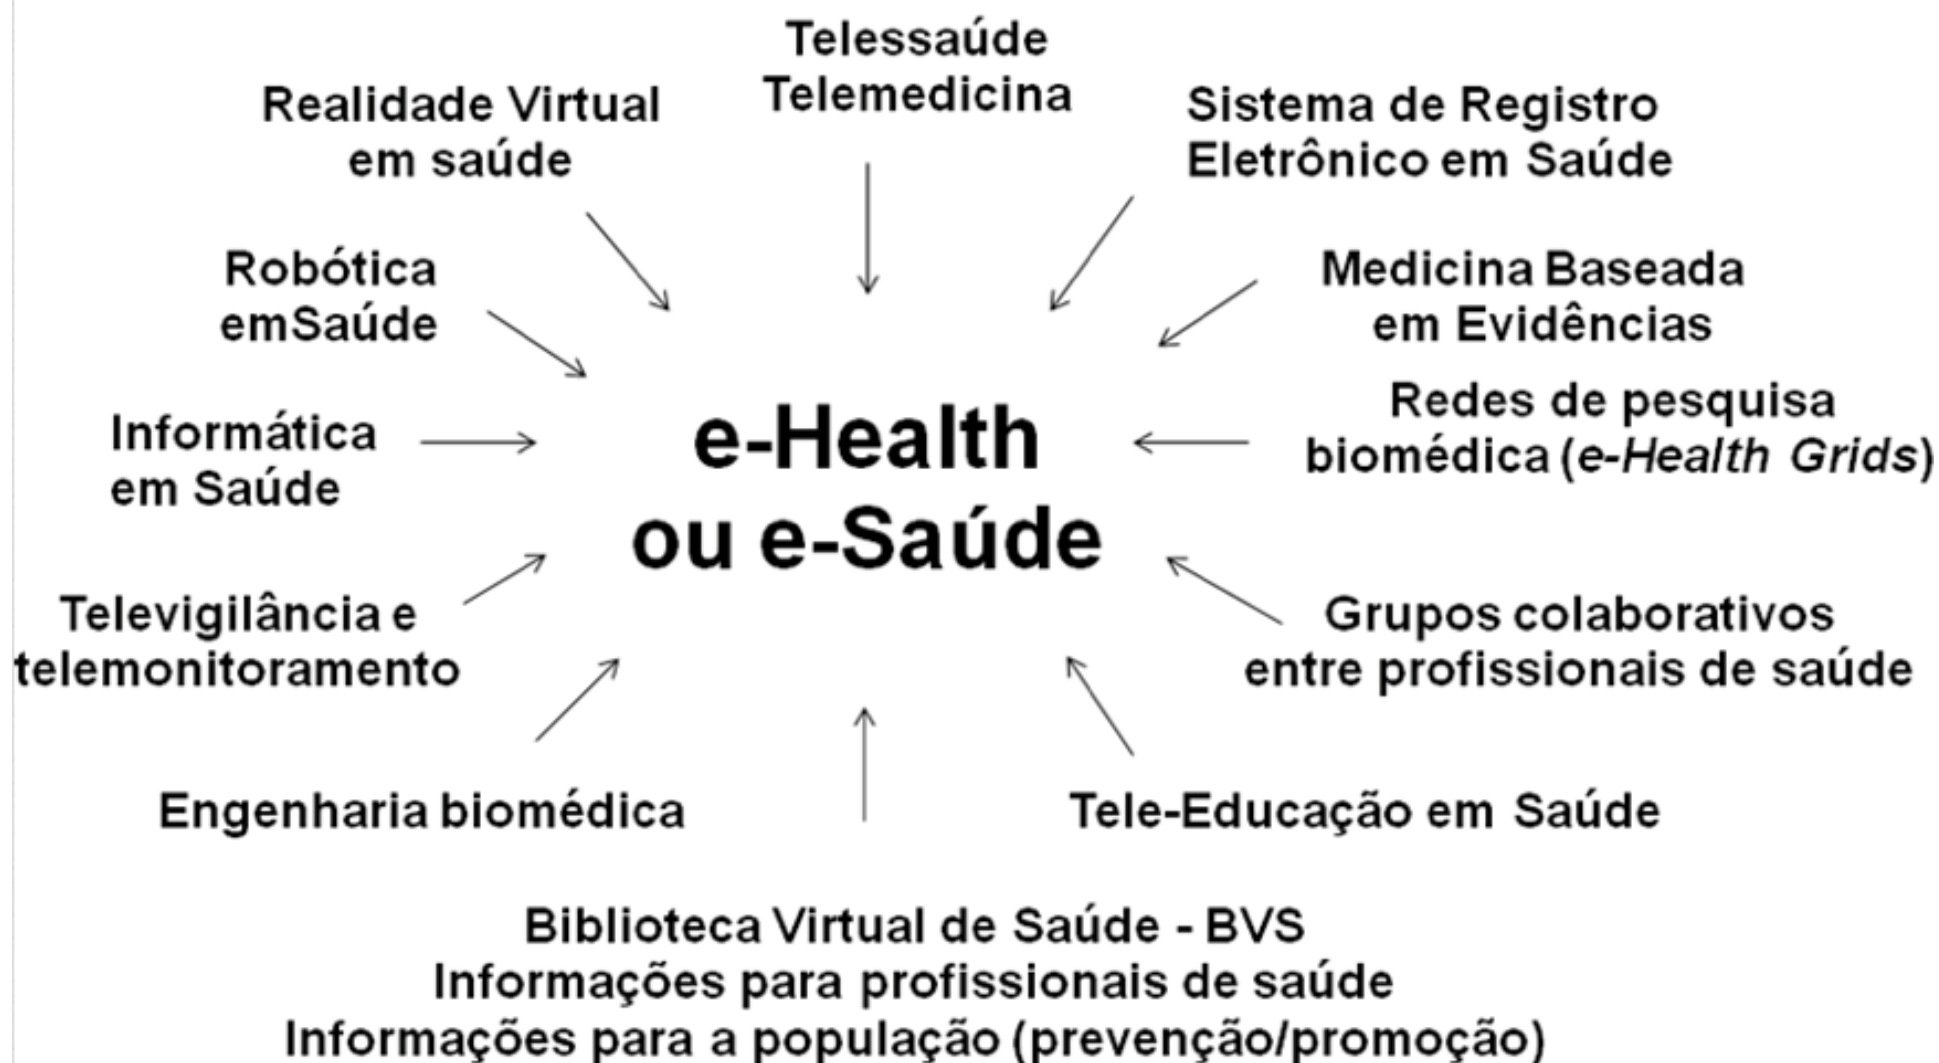 Telessaúde
Telemedicina
Realidade Virtual
em saúde
Sistema de Registro
Eletrônico em Saúde
Robótica
emSaúde
Medicina Baseada
em Evidências
Informática
em Saúde
e-Health
ou e-Saúde
Redes de pesquisa
biomédica (e-Health Grids)
Televigilância e
telemonitoramento
Grupos colaborativos
entre profissionais de saúde
Engenharia biomédica
Tele-Educação em Saúde
Biblioteca Virtual de Saúde - BVS
Informações para profissionais de saúde
Informações para a população (prevenção/promoção)